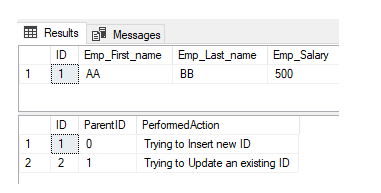 Results Messages
ID Emp_First_name Emp_Last_name Emp_Salary
1 1 AA BB 500
ID ParentID PerformedAction
1 1 0 Trying to Insert new ID
2 2 1 Trying to Update an existing ID